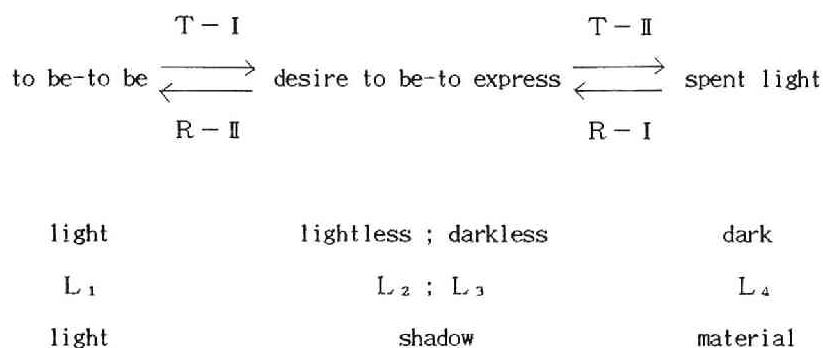 T－Ⅰ T－Ⅱ
to be-to be desire to be-to express spent light
R－Ⅱ R－Ⅰ
light lightless ; darkless dark
L₁ L₂ ; L₃ L₄
light shadow material